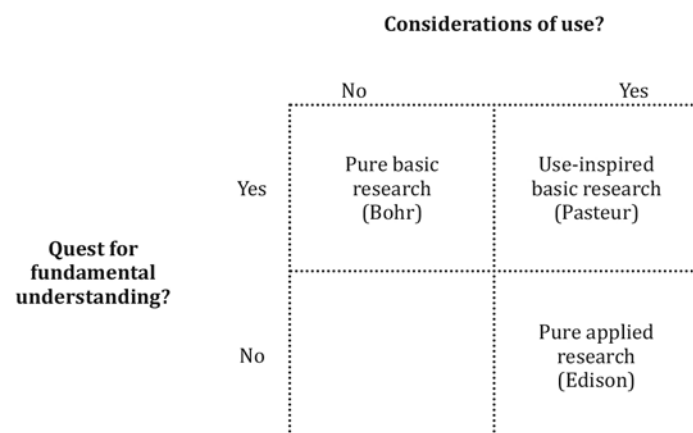 Considerations of use?
No
Yes
Yes
Pure basic
research
(Bohr)
Use-inspired
basic research
(Pasteur)
Quest for
fundamental
understanding?
No
Pure applied
research
(Edison)